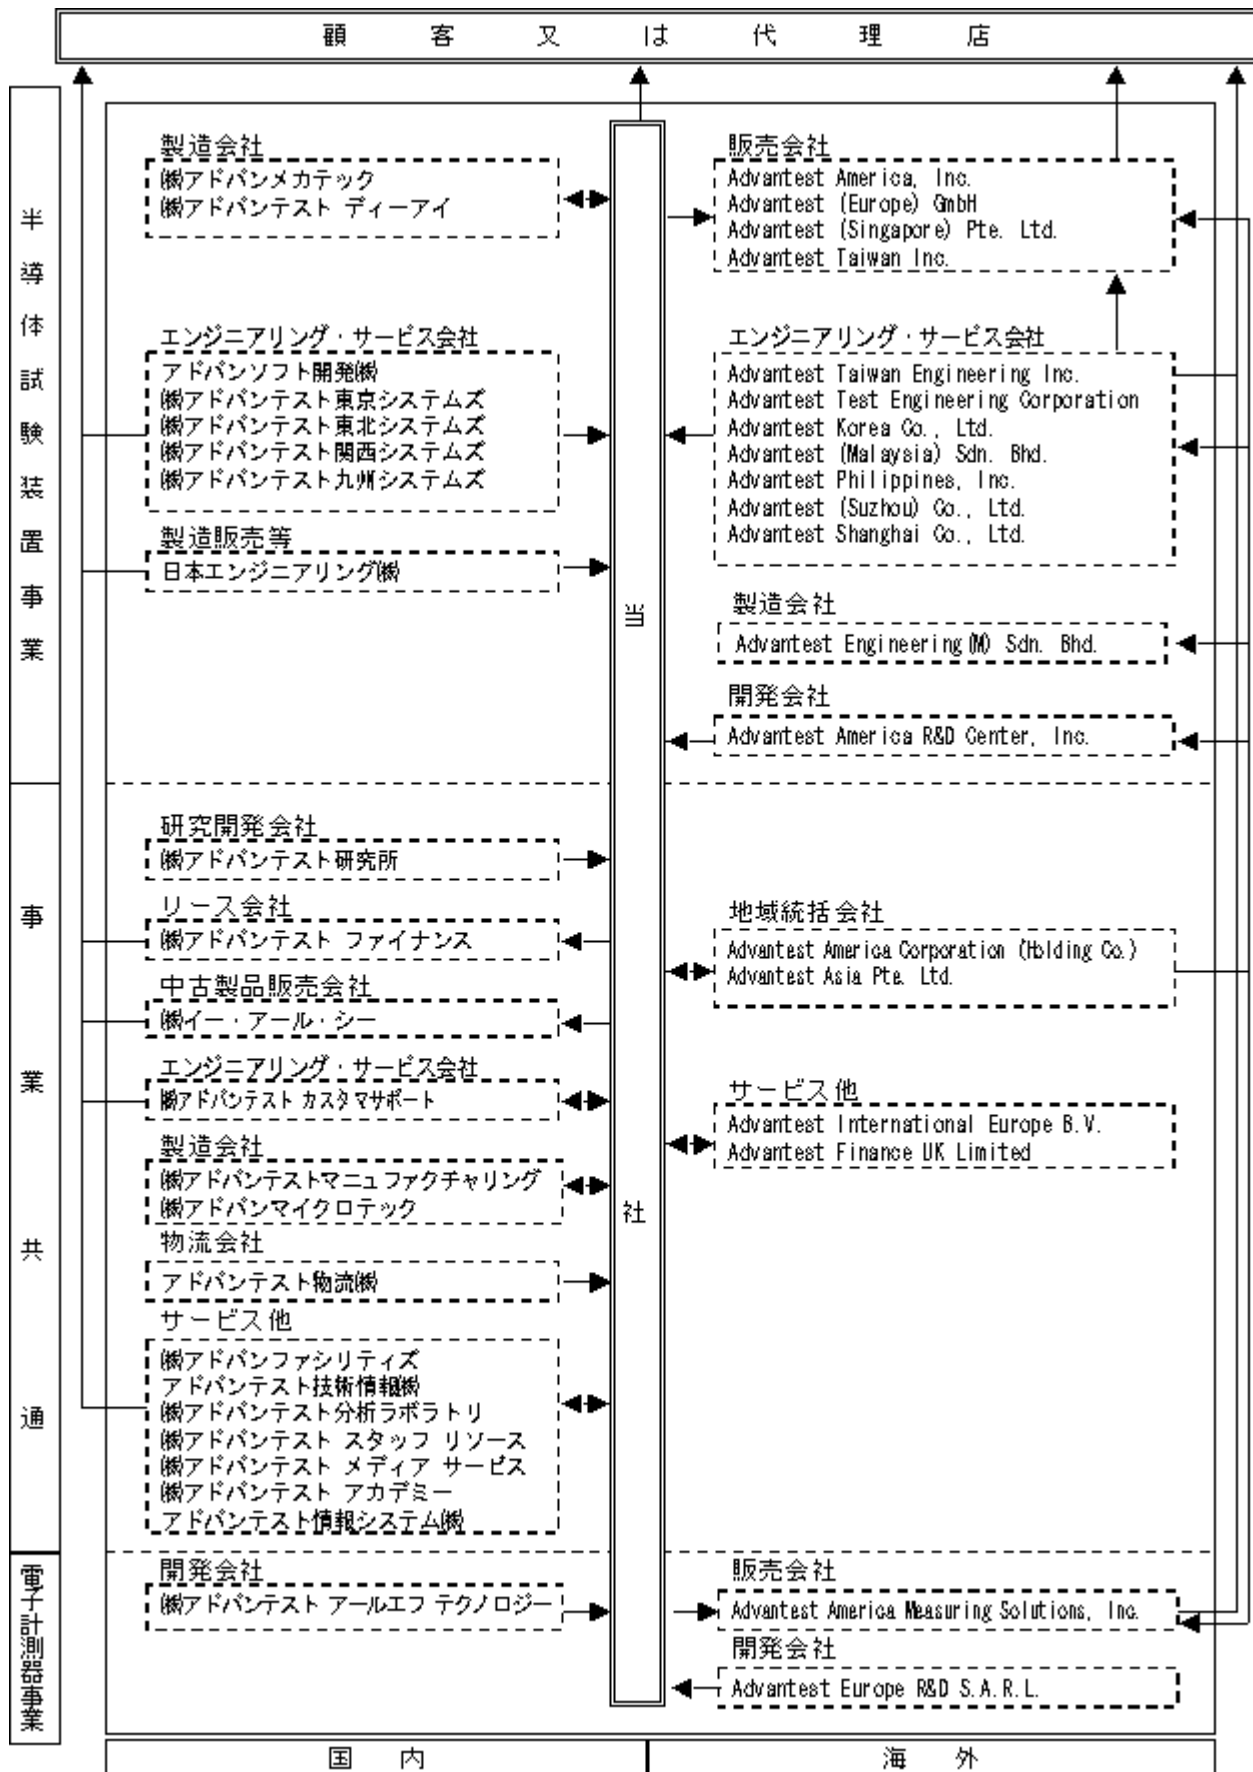 顧客又は代理店
半導体試験装置事業
製造会社
㈱アドバンメカテック
㈱アドバンテスト ディーアイ
エンジニアリング・サービス会社
アドバンソフト開発㈱
㈱アドバンテスト東京システムズ
㈱アドバンテスト東北システムズ
㈱アドバンテスト関西システムズ
㈱アドバンテスト九州システムズ
製造販売等
日本エンジニアリング㈱
当社
販売会社
Advantest America, Inc.
Advantest (Europe) GmbH
Advantest (Singapore) Pte. Ltd.
Advantest Taiwan Inc.
エンジニアリング・サービス会社
Advantest Taiwan Engineering Inc.
Advantest Test Engineering Corporation
Advantest Korea Co., Ltd.
Advantest (Malaysia) Sdn. Bhd.
Advantest Philippines, Inc.
Advantest (Suzhou) Co., Ltd.
Advantest Shanghai Co., Ltd.
製造会社
Advantest Engineering(M) Sdn. Bhd.
開発会社
Advantest America R&D Center, Inc.
事業共通
研究開発会社
㈱アドバンテスト研究所
リース会社
㈱アドバンテスト ファイナンス
中古製品販売会社
㈱イー・アール・シー
エンジニアリング・サービス会社
㈱アドバンテスト カスタマサポート
製造会社
㈱アドバンテストマニュファクチャリング
㈱アドバンマイクロテック
物流会社
アドバンテスト物流㈱
サービス他
㈱アドバンファシリティズ
アドバンテスト技術情報㈱
㈱アドバンテスト分析ラボラトリ
㈱アドバンテスト スタッフ リソース
㈱アドバンテスト メディア サービス
㈱アドバンテスト アカデミー
アドバンテスト情報システム㈱
地域統括会社
Advantest America Corporation (Holding Co.)
Advantest Asia Pte. Ltd.
サービス他
Advantest International Europe B.V.
Advantest Finance UK Limited
電子計測器事業
開発会社
㈱アドバンテスト アールエフ テクノロジー
販売会社
Advantest America Measuring Solutions, Inc.
開発会社
Advantest Europe R&D S.A.R.L.
国内
海外